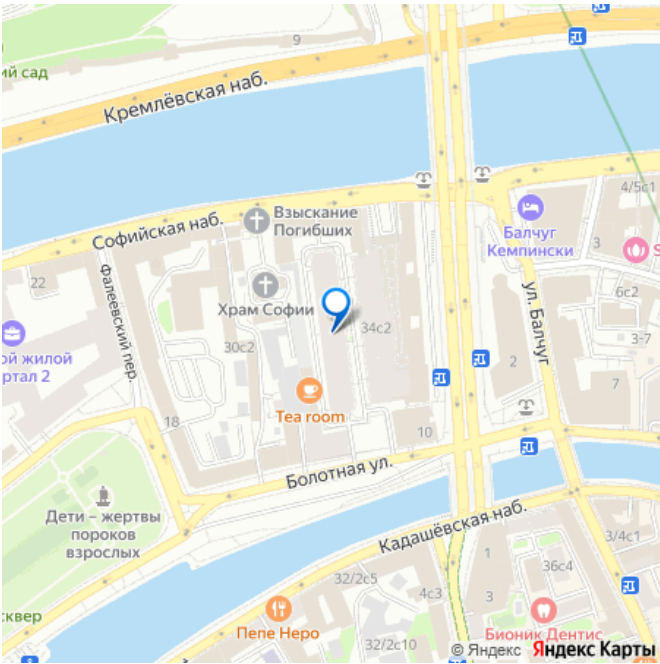 9
ий сад
Кремлёвская наб.
4/5с1
Взыскание
Погибших
Софийская наб.
Балчуг
Кемпински
3
S
22
Фалеевский пер.
Храм Софии
34с2
ул. Балчуг
6с2
3-7
30с2
ой жилой
ртал 2
2
7
Tea room
18
10
Болотная ул.
Дети – жертвы
пороков
взрослых
Кадашёвская наб.
3/4с1
1
32/2с5
36с4
4с3
3
сквер
Пепе Неро
Бионик Дентис
32/2с10
© Яндекс Яндекс Карты